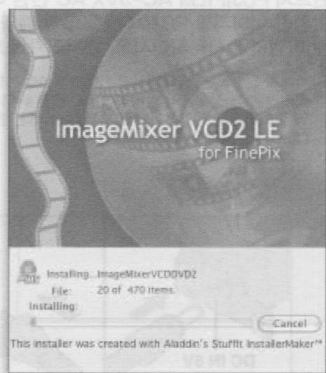 ImageMixer VCD2 LE
for FinePix
Installing...ImageMixerVCDDVD2
File: 20 of 470 items.
Installing:
Cancel
This installer was created with Aladdin's StuffIt InstallerMaker™